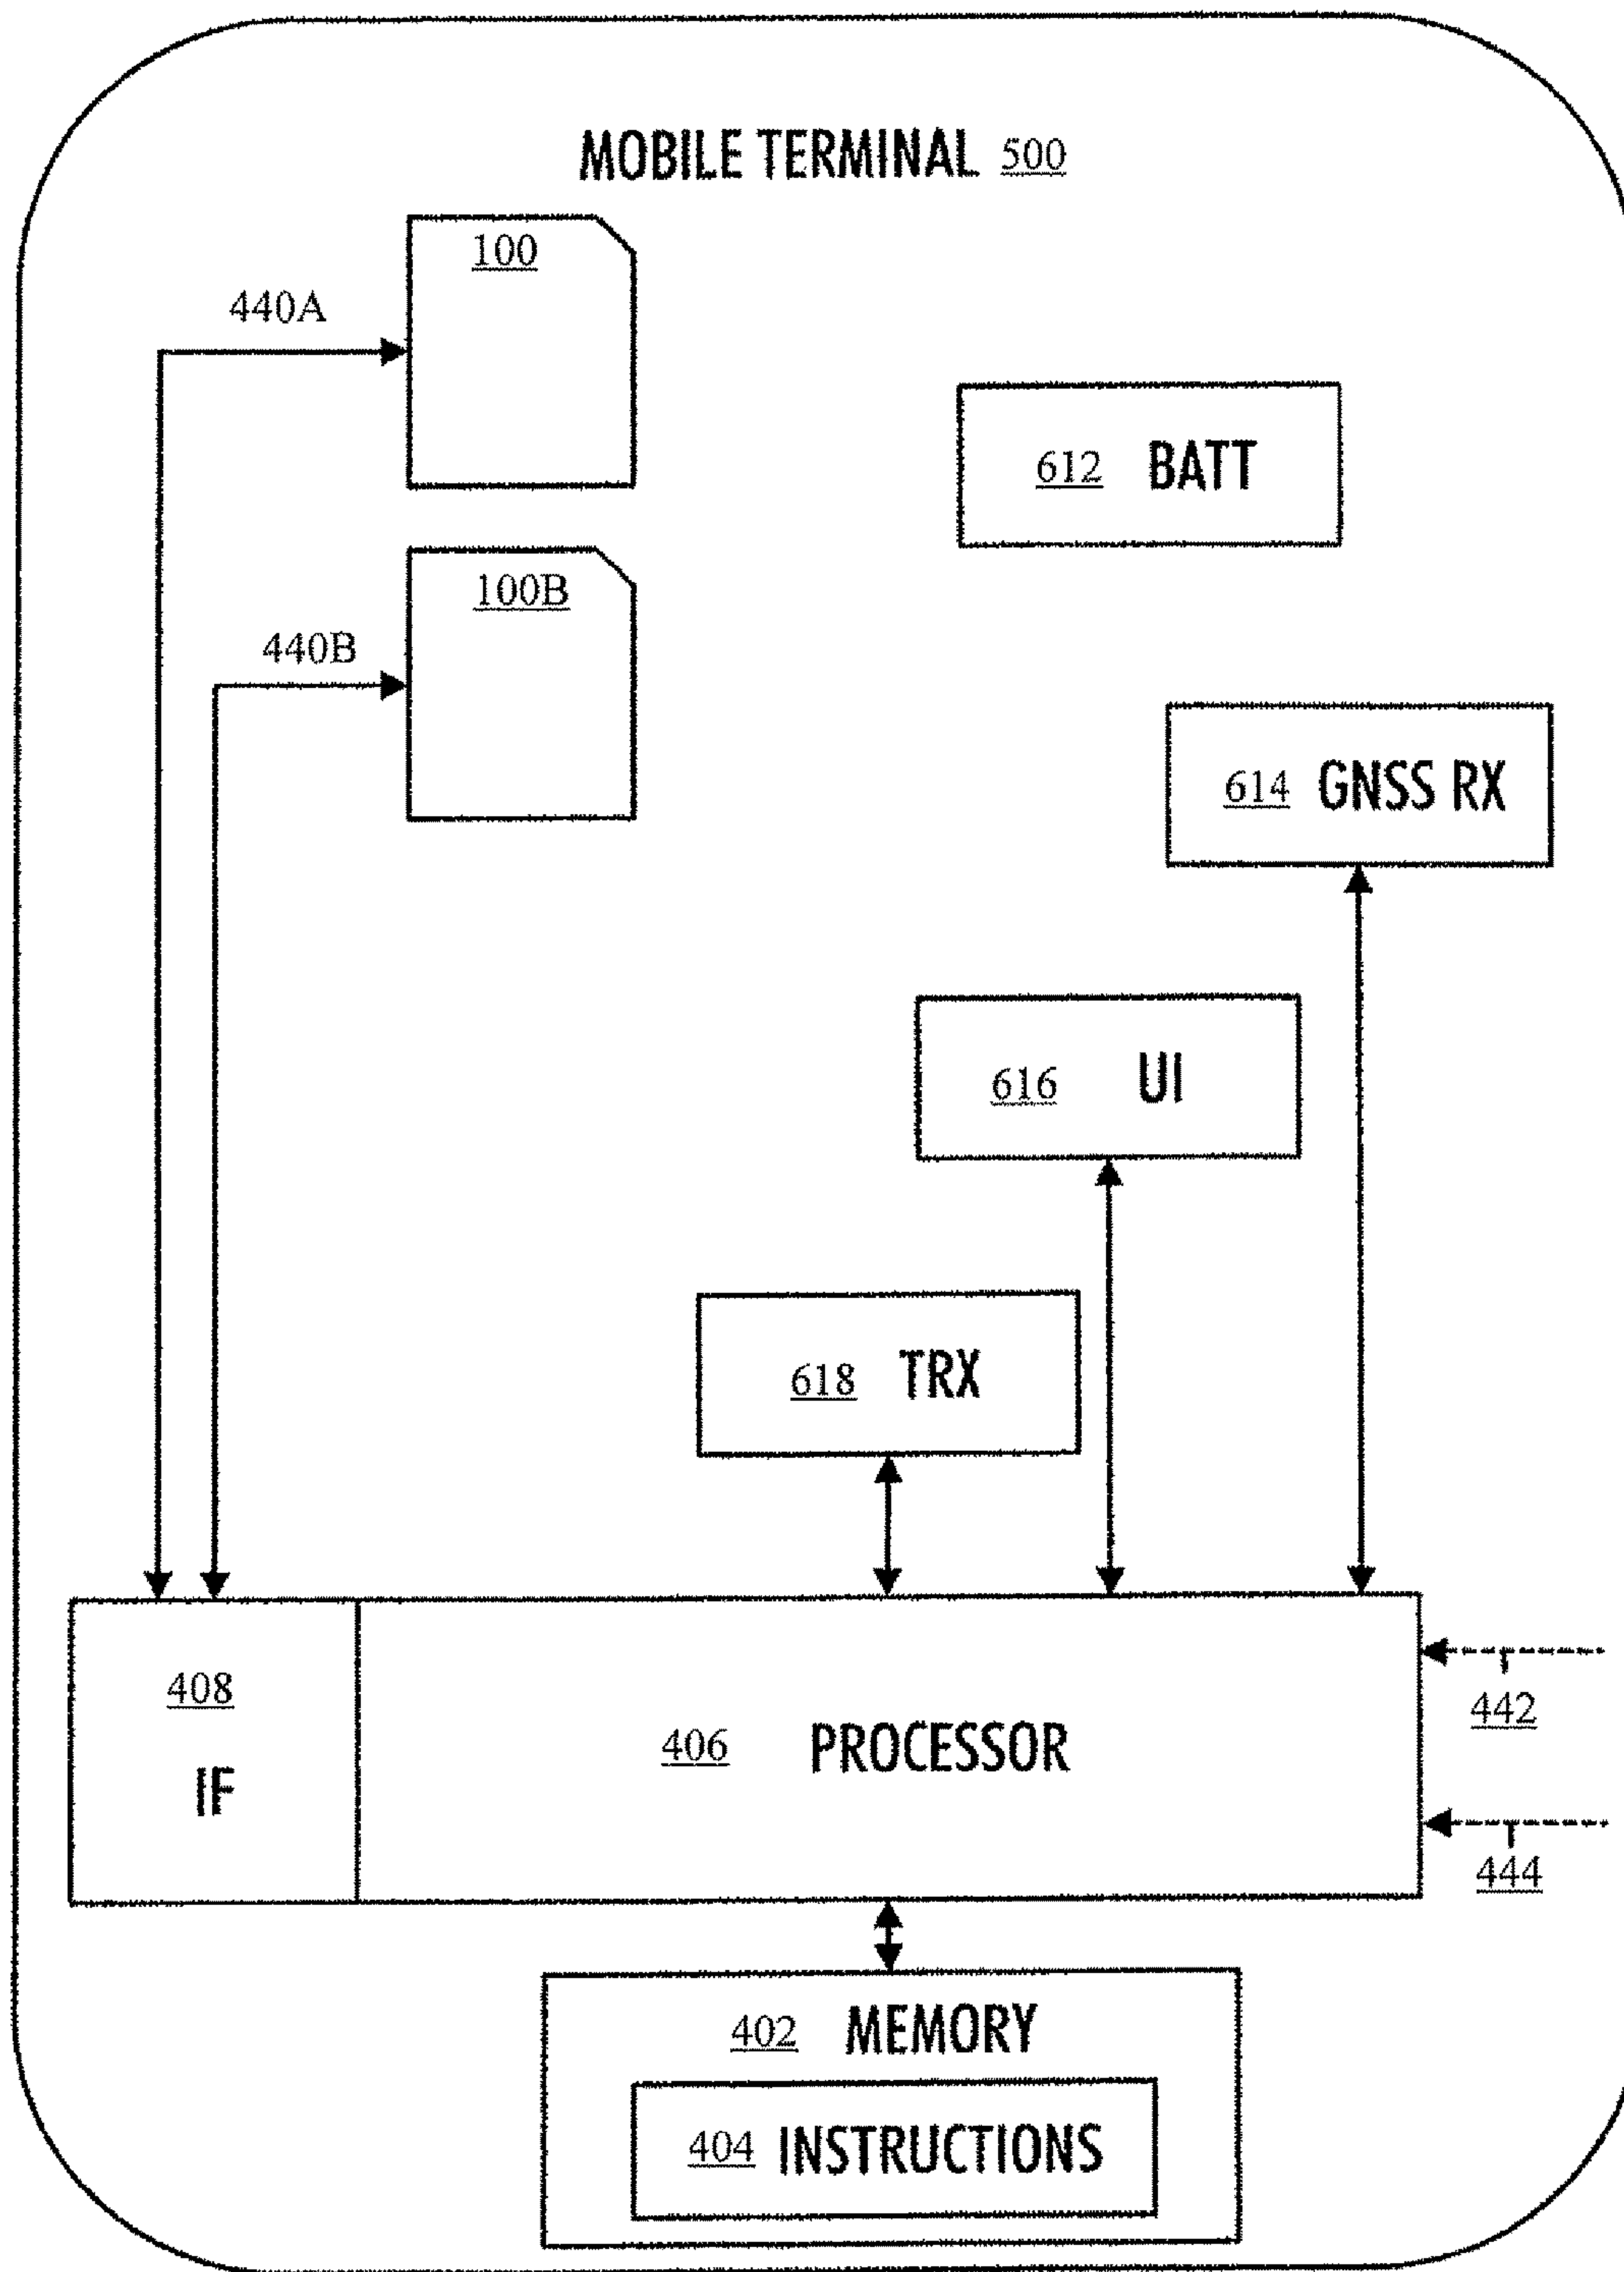 MOBILE TERMINAL 500
100
440A
612 BATT
100B
440B
614 GNSS RX
616 UI
618 TRX
408
IF
406 PROCESSOR
442
444
402 MEMORY
404 INSTRUCTIONS